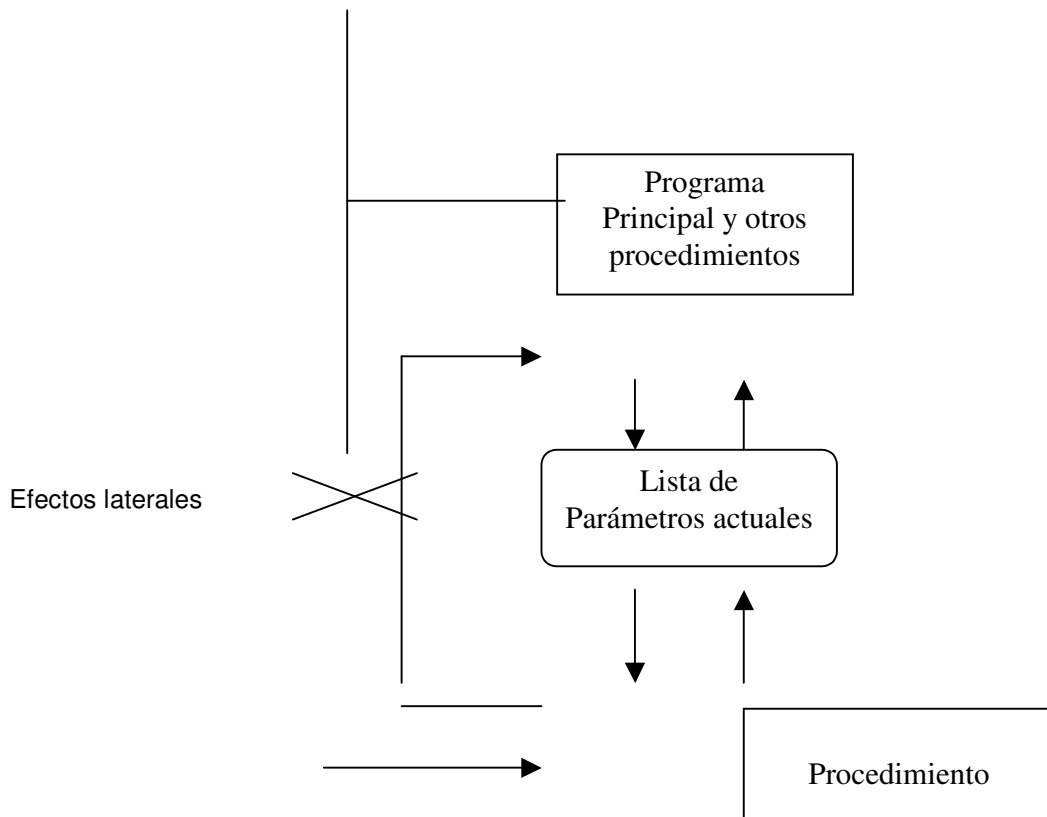 Programa
Principal y otros
procedimientos
Efectos laterales
Lista de
Parámetros actuales
Procedimiento